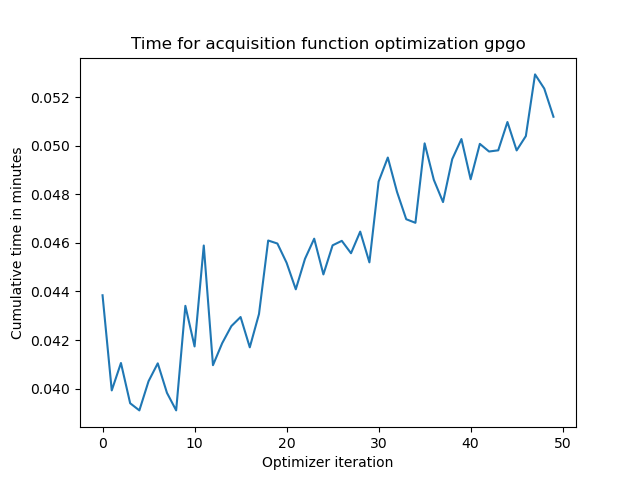 Time for acquisition function optimization gpgo
Cumulative time in minutes
0.052
0.050
0.048
0.046
0.044
0.042
0.040
0 10 20 30 40 50
Optimizer iteration